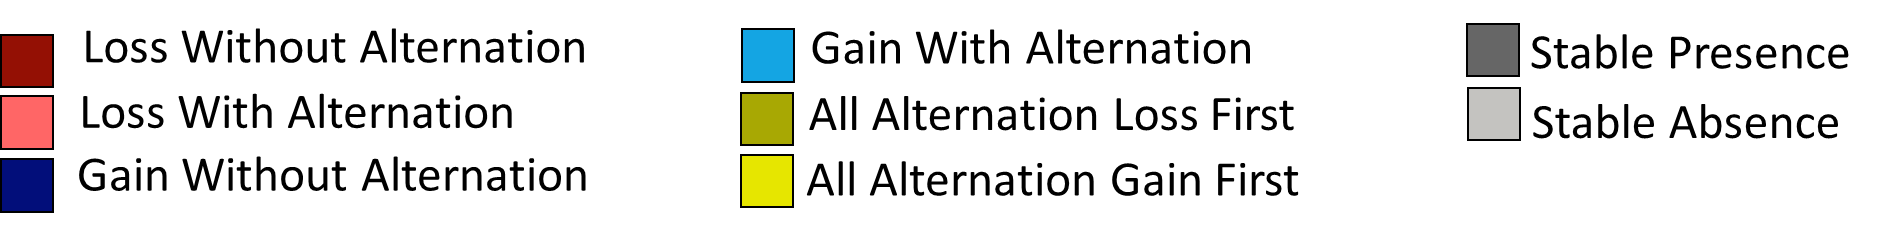 Loss Without Alternation
Loss With Alternation
Gain Without Alternation
Gain With Alternation
All Alternation Loss First
All Alternation Gain First
Stable Presence
Stable Absence